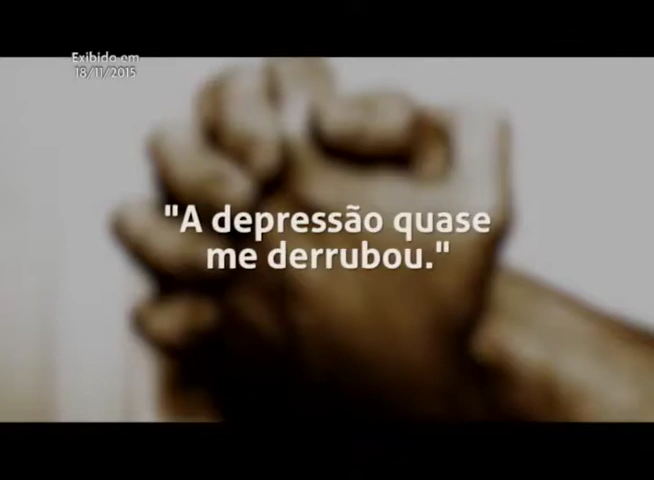 Exibido em
18/11/2015
"A depressão quase
me derrubou."